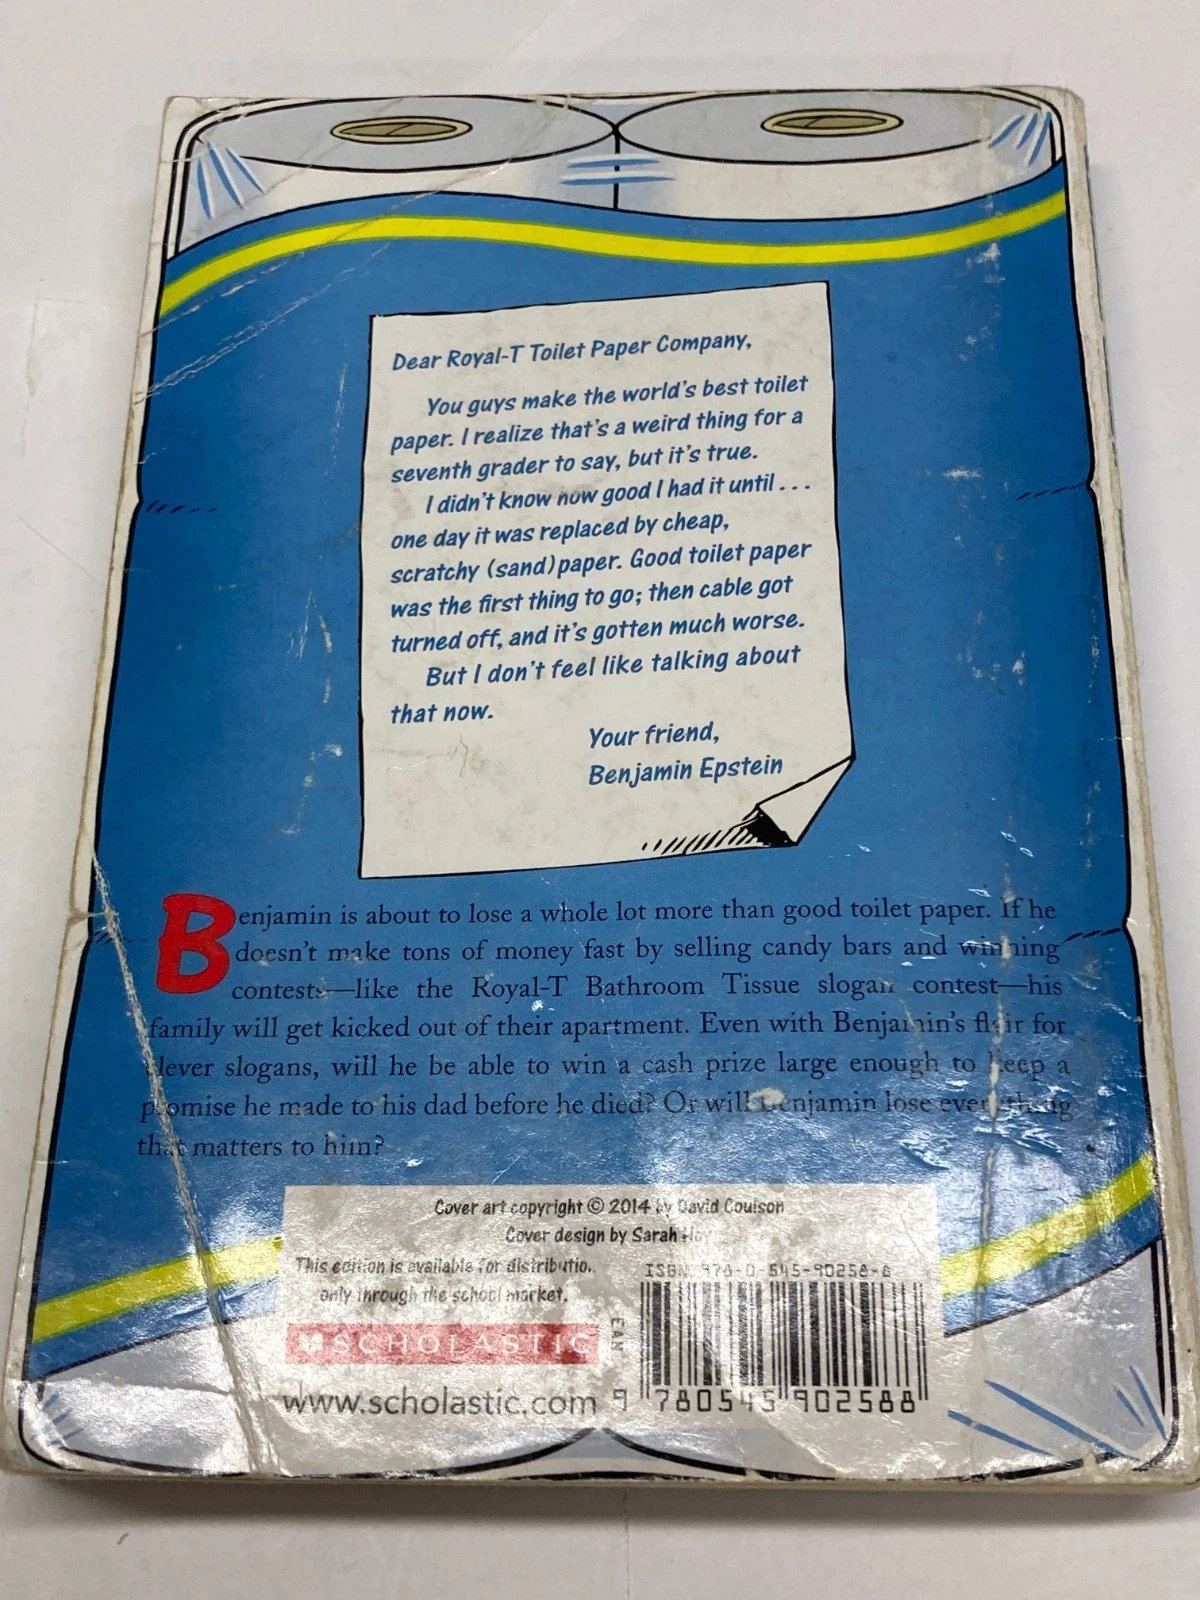 Dear Royal-T Toilet Paper Company,
You guys make the world's best toilet
paper. I realize that's a weird thing for a
seventh grader to say, but it's true.
I didn't know how good I had it until . . .
one day it was replaced by cheap,
scratchy (sand)paper. Good toilet paper
was the first thing to go; then cable got
turned off, and it's gotten much worse.
But I don't feel like talking about
that now.
Your friend,
Benjamin Epstein
Benjamin is about to lose a whole lot more than good toilet paper. If he
doesn't make tons of money fast by selling candy bars and winning
contests—like the Royal-T Bathroom Tissue slogan contest—his
family will get kicked out of their apartment. Even with Benjamin's flair for
clever slogans, will he be able to win a cash prize large enough to keep a
promise he made to his dad before he died? Or will Benjamin lose everything
that matters to him?
Cover art copyright © 2014 by David Coulson
Cover design by Sarah
This edition is available for distribution
only through the school market.
SCHOLASTIC
www.scholastic.com
ISBN 978-0-545-90258-8
EAN
9 780545 902588